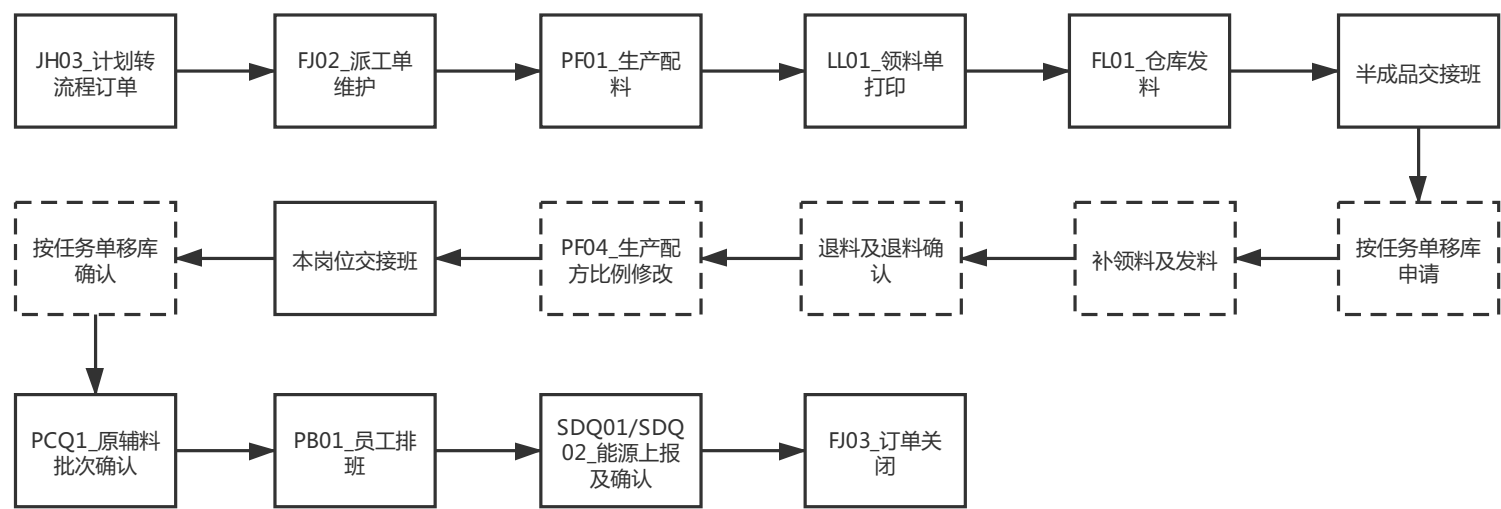 JH03_计划转
流程订单
FJ02_派工单
维护
PF01_生产配
料
LL01_领料单
打印
FL01_仓库发
料
半成品交接班
按任务单移库
申请
补领料及发料
退料及退料确
认
PF04_生产配
方比例修改
本岗位交接班
按任务单移库
确认
PCQ1_原辅料
批次确认
PB01_员工排
班
SDQ01/SDQ
02_能源上报
及确认
FJ03_订单关
闭